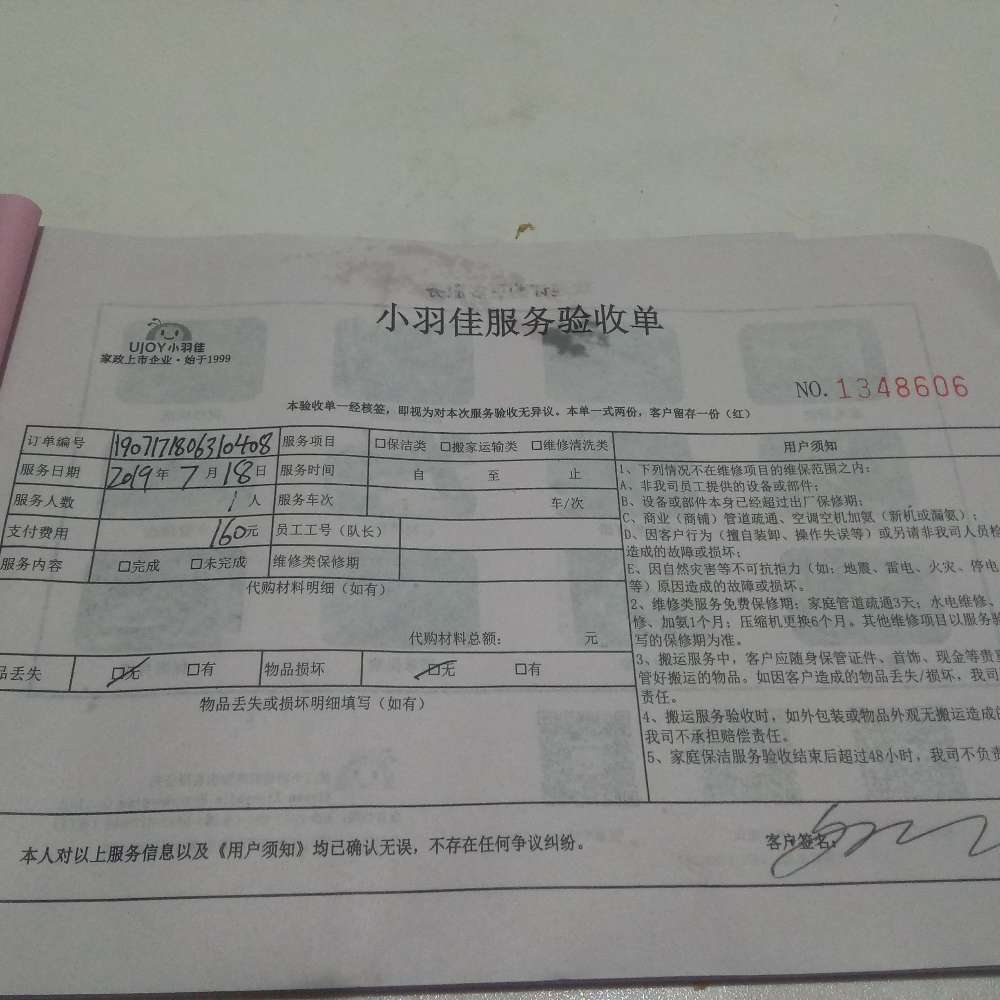 小羽佳服务验收单
UJOY小羽佳
家政上市企业·始于1999
NO. 1348606
本验收单一经核签，即视为对本次服务验收无异议。本单一式两份，客户留存一份（红）
订单编号 1907171806310408 服务项目 □保洁类 □搬家运输类 □维修清洗类
服务日期 2019年7月18日 服务时间 自 至 止
服务人数 1人 服务车次 车/次
支付费用 160元 员工工号（队长）
服务内容 □完成 □未完成 维修类保修期
代购材料明细（如有）
代购材料总额： 元
品丢失 □无 □有 物品损坏 □无 □有
物品丢失或损坏明细填写（如有）
用户须知
1、下列情况不在维修项目的维保范围之内：
A、非我司员工提供的设备或部件；
B、设备或部件本身已经超过出厂保修期；
C、商业（商铺）管道疏通、空调空机加氨（新机或漏氨）；
D、因客户行为（擅自装卸、操作失误等）或另请非我司人员检
造成的故障或损坏；
E、因自然灾害等不可抗拒力（如：地震、雷电、火灾、停电
等）原因造成的故障或损坏。
2、维修类服务免费保修期：家庭管道疏通3天；水电维修、
修、加氨1个月；压缩机更换6个月。其他维修项目以服务验
写的保修期为准。
3、搬运服务中，客户应随身保管证件、首饰、现金等贵重
管好搬运的物品。如因客户造成的物品丢失/损坏，我司
责任。
4、搬运服务验收时，如外包装或物品外观无搬运造成的
我司不承担赔偿责任。
5、家庭保洁服务验收结束后超过48小时，我司不负责
本人对以上服务信息以及《用户须知》均已确认无误，不存在任何争议纠纷。
客户签名：